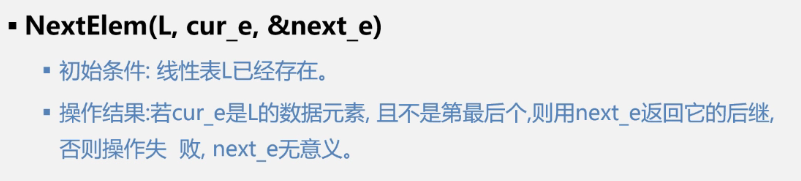 ▪ NextElem(L, cur_e, &next_e)
▪ 初始条件: 线性表L已经存在。
▪ 操作结果:若cur_e是L的数据元素, 且不是第最后个,则用next_e返回它的后继,
否则操作失 败, next_e无意义。